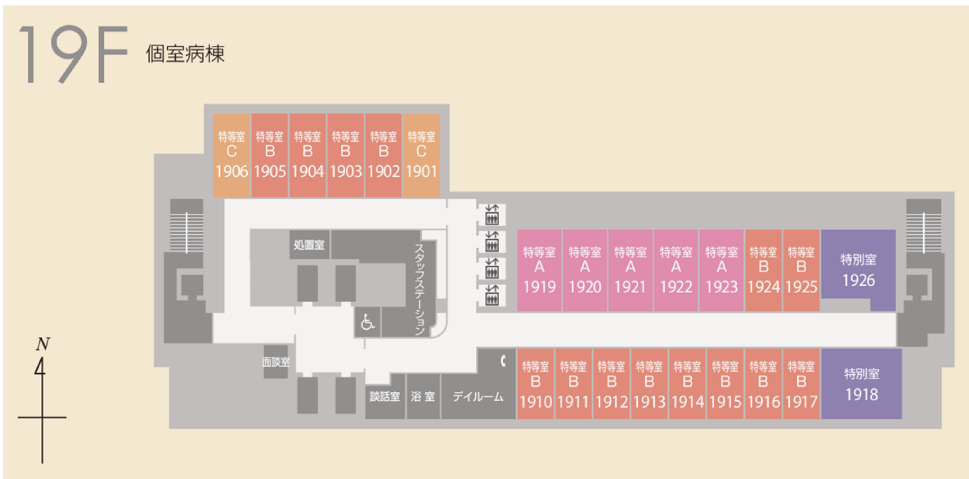 19F 個室病棟
特等室
C
1906
特等室
B
1905
特等室
B
1904
特等室
B
1903
特等室
B
1902
特等室
C
1901
処置室
スタッフステーション
特等室
A
1919
特等室
A
1920
特等室
A
1921
特等室
A
1922
特等室
A
1923
特等室
B
1924
特等室
B
1925
特別室
1926
N
面談室
談話室
浴室
デイルーム
特等室
B
1910
特等室
B
1911
特等室
B
1912
特等室
B
1913
特等室
B
1914
特等室
B
1915
特等室
B
1916
特等室
B
1917
特別室
1918